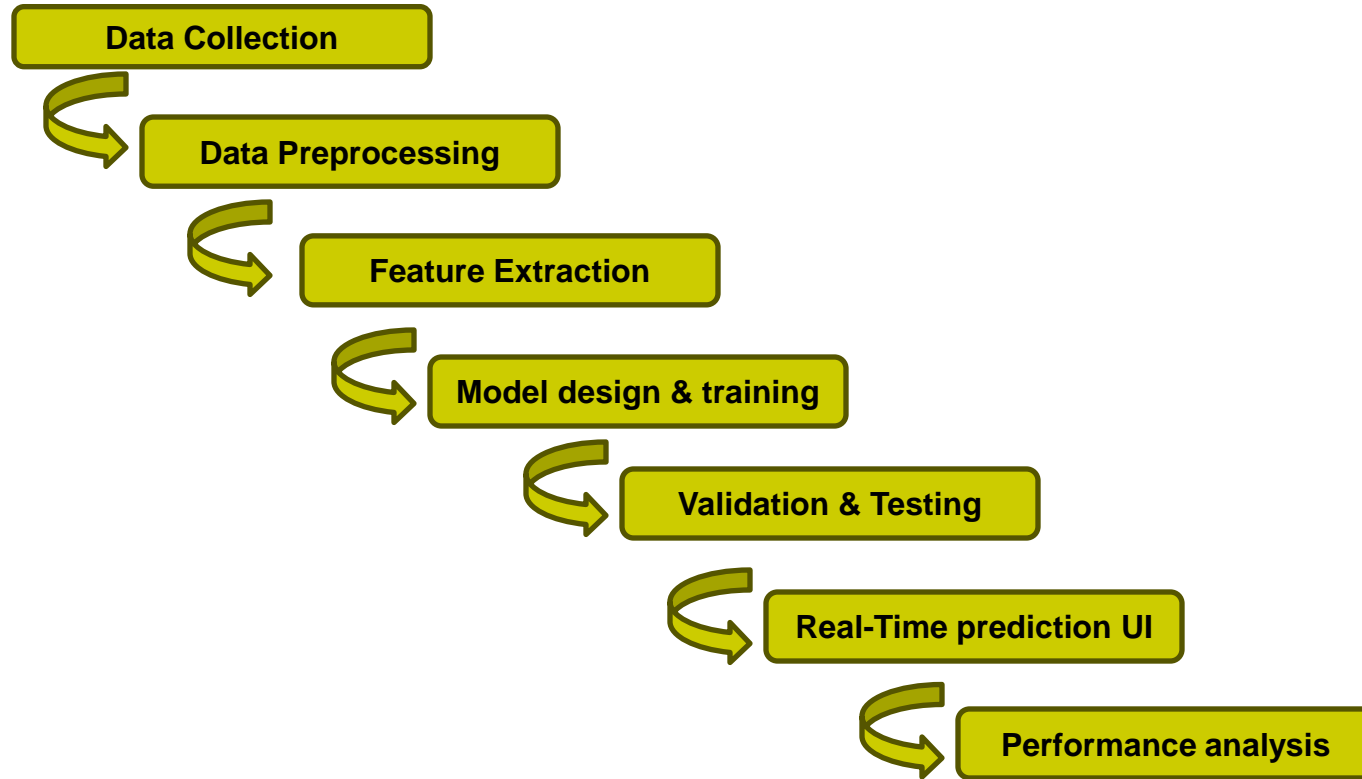 Data Collection
Data Preprocessing
Feature Extraction
Model design & training
Validation & Testing
Real-Time prediction UI
Performance analysis